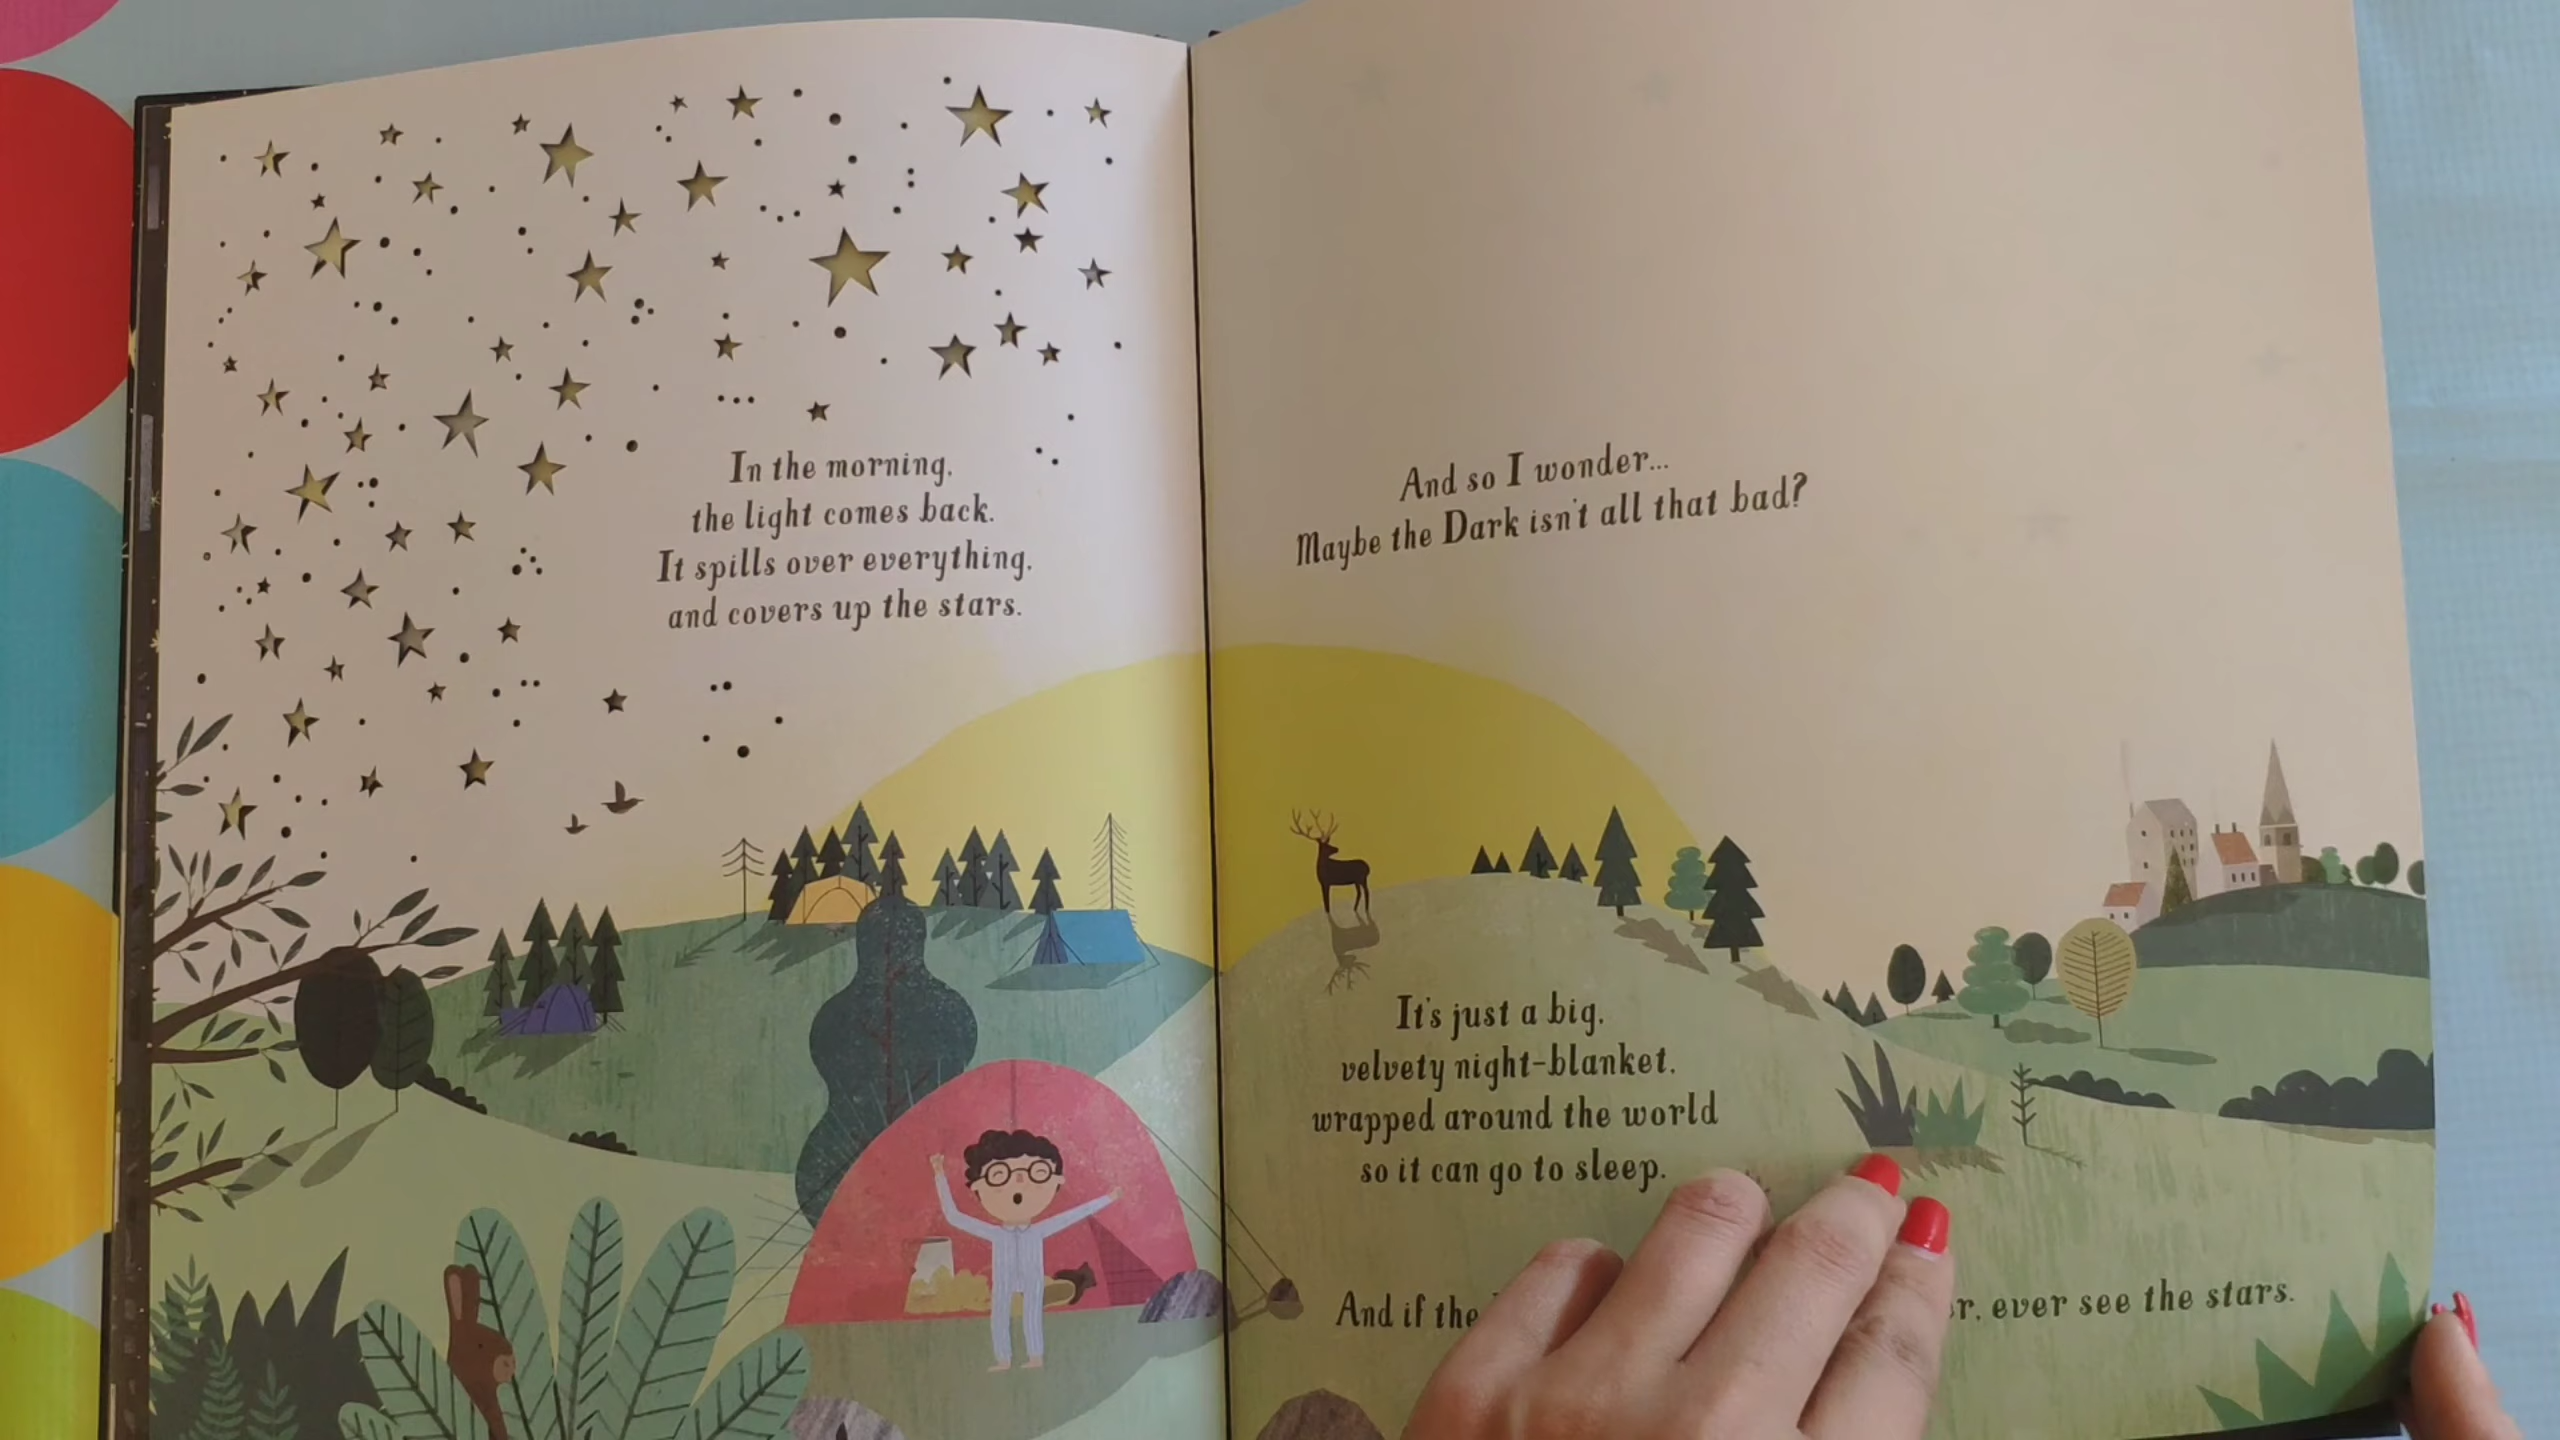 In the morning,
the light comes back.
It spills over everything,
and covers up the stars.
And so I wonder...
Maybe the Dark isn't all that bad?
It's just a big,
velvety night-blanket,
wrapped around the world
so it can go to sleep.
And if the ever see the stars.